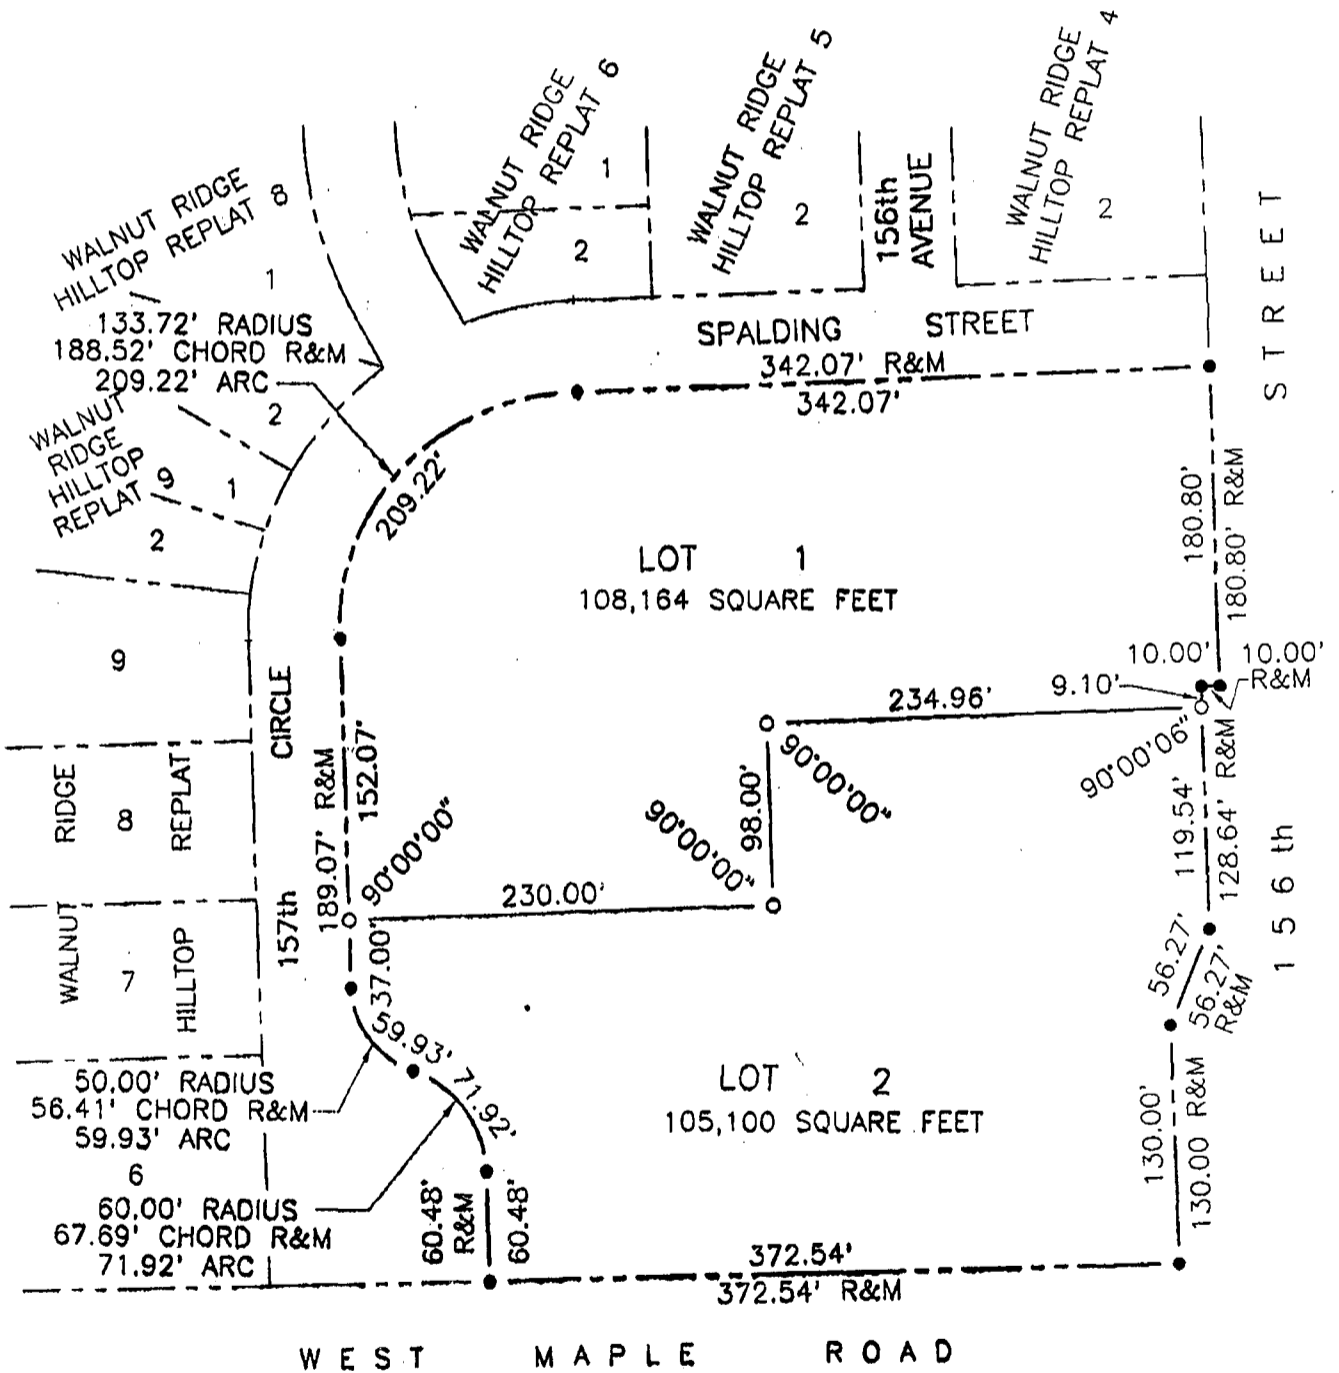 WALNUT RIDGE
HILLTOP REPLAT 6
1
2
WALNUT RIDGE
HILLTOP REPLAT 5
2
156th
AVENUE
WALNUT RIDGE
HILLTOP REPLAT 4
2
STREET
WALNUT RIDGE
HILLTOP REPLAT 8
1
2
133.72' RADIUS
188.52' CHORD R&M
209.22' ARC
SPALDING STREET
342.07' R&M
342.07'
WALNUT
RIDGE
HILLTOP
REPLAT 9
1
2
209.22'
180.80'
180.80' R&M
LOT 1
108,164 SQUARE FEET
9
157th CIRCLE
10.00'
10.00'
R&M
9.10'
234.96'
90°00'06"
90°00'00"
98.00'
90°00'00"
152.07'
189.07' R&M
90°00'00"
230.00'
37.00'
119.54'
128.64' R&M
156th
WALNUT RIDGE
HILLTOP REPLAT
8
7
59.93'
71.92'
56.27'
56.27'
R&M
50.00' RADIUS
56.41' CHORD R&M
59.93' ARC
6
60.00' RADIUS
67.69' CHORD R&M
71.92' ARC
LOT 2
105,100 SQUARE FEET
130.00'
130.00 R&M
60.48'
R&M
60.48'
372.54'
372.54' R&M
WEST MAPLE ROAD